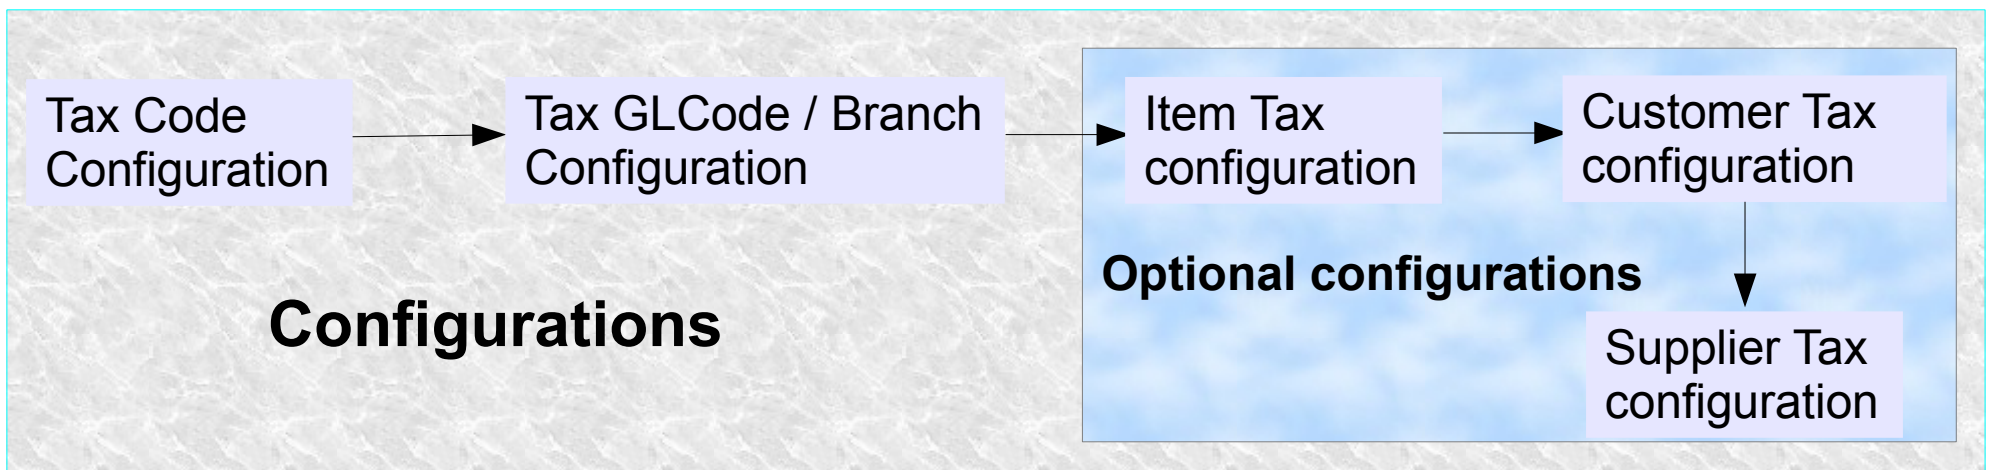 Tax Code
Configuration
Tax GLCode / Branch
Configuration
Item Tax
configuration
Customer Tax
configuration
Optional configurations
Configurations
Supplier Tax
configuration